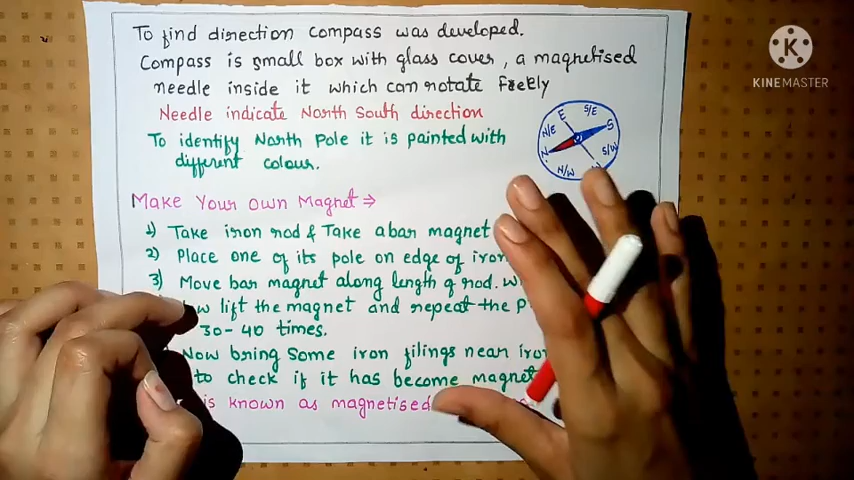 To find direction compass was developed.
Compass is small box with glass cover, a magnetised
needle inside it which can rotate freely
Needle indicate North South direction
To identify North Pole it is painted with
different colour.
E
S/E
N/E
S
N
S/W
N/W
Make Your own Magnet ⇒
1) Take iron rod & Take a bar magnet
2) Place one of its pole on edge of iron
3) Move bar magnet along length of rod.
lift the magnet and repeat the
30-40 times.
Now bring Some iron filings near iron
to check if it has become magnet
is known as magnetised
K
KINEMASTER